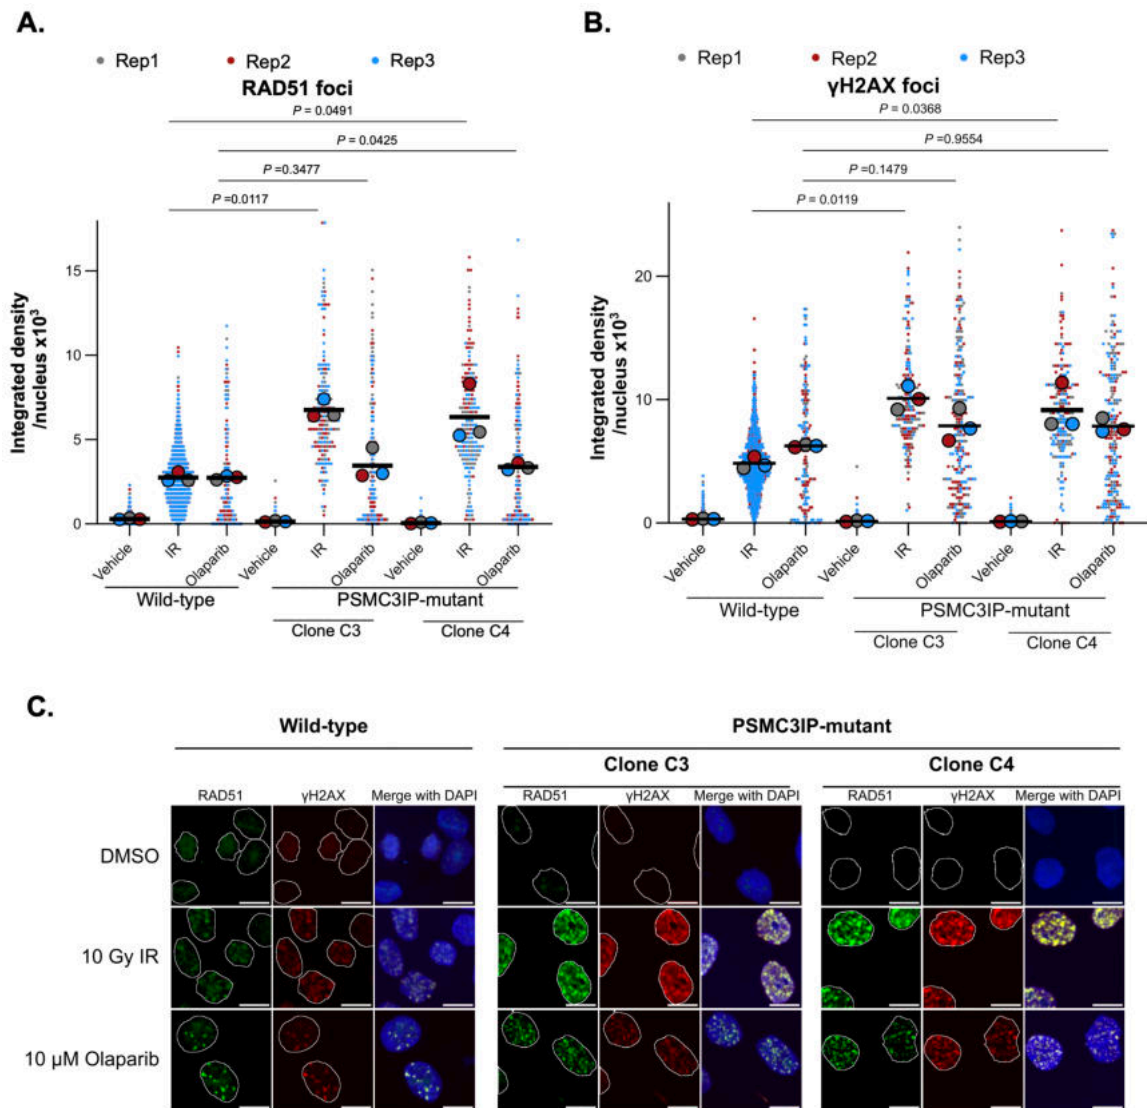 A.
Rep1 Rep2 Rep3
RAD51 foci
P = 0.0491
P = 0.0425
P =0.3477
P =0.0117
Integrated density
/nucleus x10³
15
10
5
0
Vehicle IR Olaparib Vehicle IR Olaparib Vehicle IR Olaparib
Wild-type PSMC3IP-mutant
Clone C3 Clone C4
B.
Rep1 Rep2 Rep3
γH2AX foci
P = 0.0368
P =0.9554
P =0.1479
P = 0.0119
Integrated density
/nucleus x10³
20
10
0
Vehicle IR Olaparib Vehicle IR Olaparib Vehicle IR Olaparib
Wild-type PSMC3IP-mutant
Clone C3 Clone C4
C.
Wild-type PSMC3IP-mutant
Clone C3 Clone C4
RAD51 γH2AX Merge with DAPI RAD51 γH2AX Merge with DAPI RAD51 γH2AX Merge with DAPI
DMSO
10 Gy IR
10 μM Olaparib